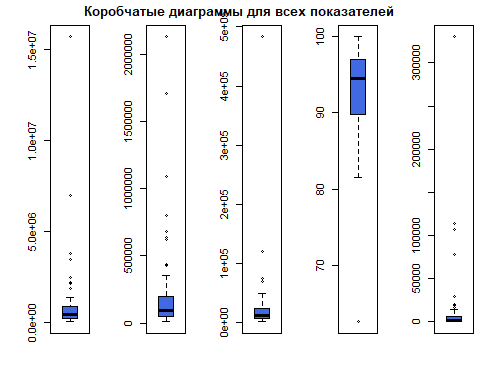 Коробчатые диаграммы для всех показателей
0.0e+00 5.0e+06 1.0e+07 1.5e+07
0 500000 1000000 1500000 2000000
0e+00 1e+05 2e+05 3e+05 4e+05 5e+05
70 80 90 100
0 50000 100000 200000 300000